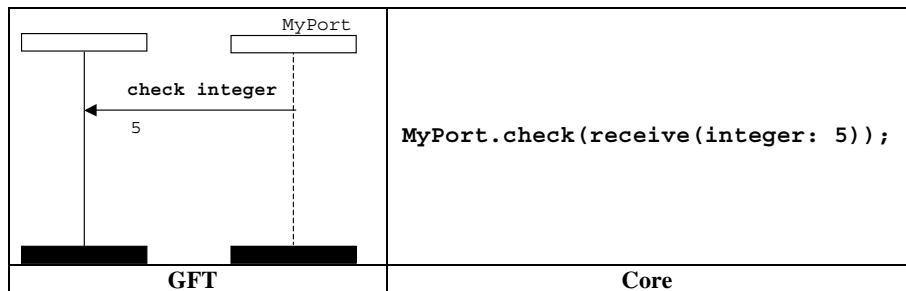 MyPort
check integer
5
MyPort.check(receive(integer: 5));
GFT
Core